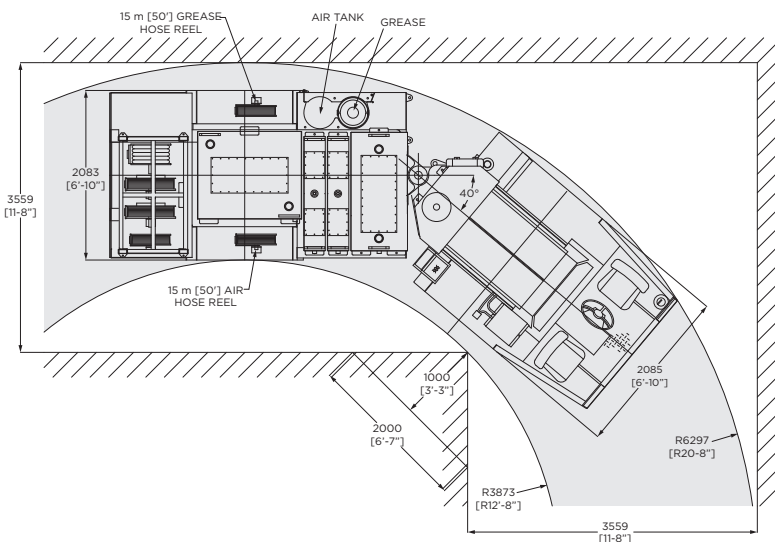 15 m [50'] GREASE
HOSE REEL
AIR TANK
GREASE
2083
[6'-10"]
3559
[11-8"]
40°
15 m [50'] AIR
HOSE REEL
1000
[3'-3"]
2000
[6'-7"]
2085
[6'-10"]
R6297
[R20-8"]
R3873
[R12'-8"]
3559
[11-8"]